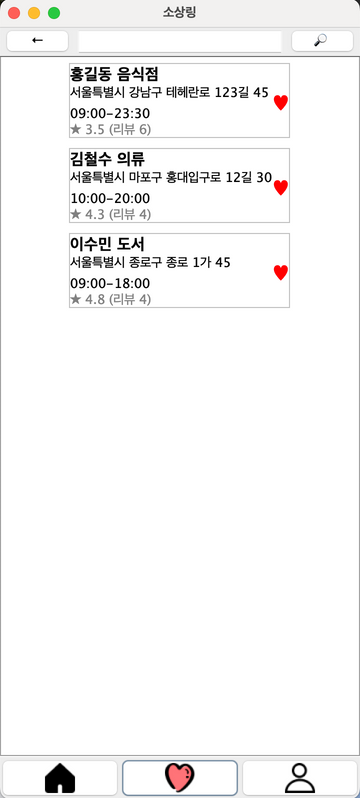 소상링
←
홍길동 음식점
서울특별시 강남구 테헤란로 123길 45
09:00-23:30
★ 3.5 (리뷰 6)
김철수 의류
서울특별시 마포구 홍대입구로 12길 30
10:00-20:00
★ 4.3 (리뷰 4)
이수민 도서
서울특별시 종로구 종로 1가 45
09:00-18:00
★ 4.8 (리뷰 4)